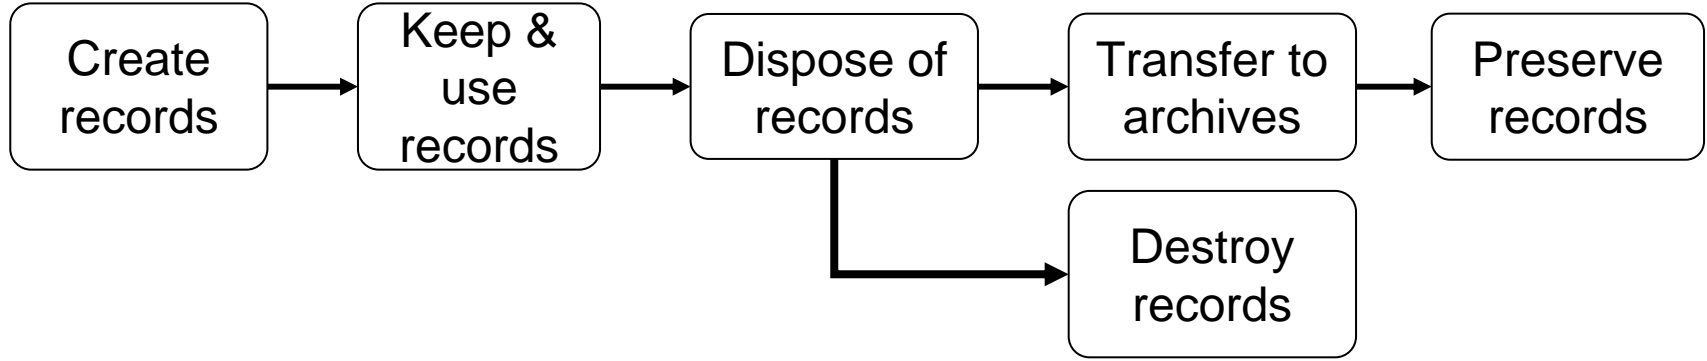 Create
records
Keep &
use
records
Dispose of
records
Transfer to
archives
Preserve
records
Destroy
records